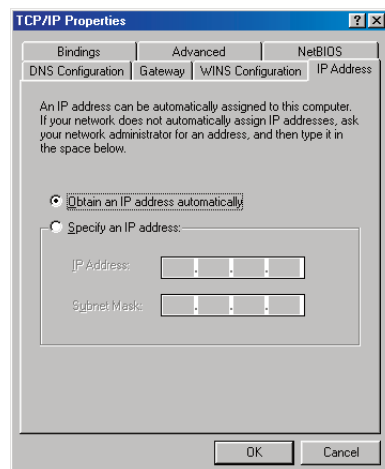 TCP/IP Properties
Bindings Advanced NetBIOS
DNS Configuration Gateway WINS Configuration IP Address
An IP address can be automatically assigned to this computer.
If your network does not automatically assign IP addresses, ask
your network administrator for an address, and then type it in
the space below.
Obtain an IP address automatically
Specify an IP address:
IP Address:
Subnet Mask:
OK Cancel